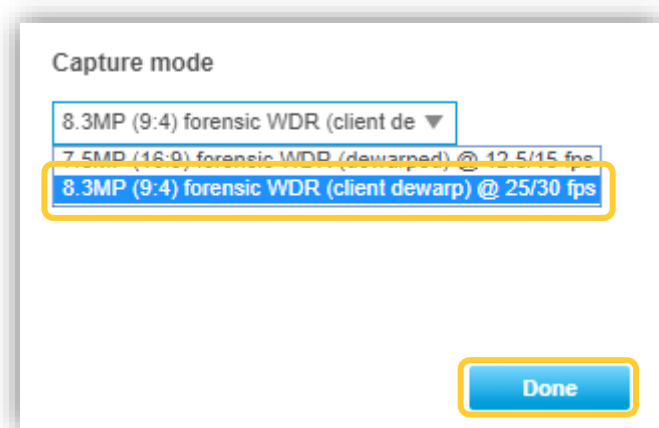 Capture mode
8.3MP (9:4) forensic WDR (client de
7.5MP (16:9) forensic WDR (dewarped) @ 12.5/15 fps
8.3MP (9:4) forensic WDR (client dewarp) @ 25/30 fps
Done